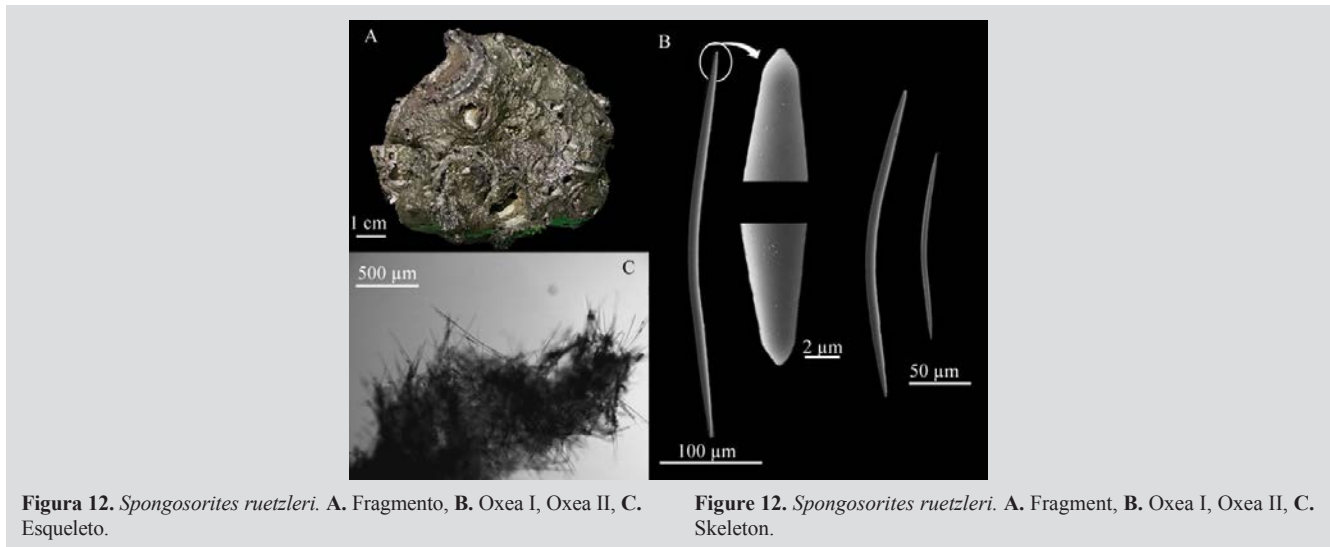 A
B
1 cm
C
500 µm
2 µm
50 µm
100 µm
Figura 12. Spongosorites ruetzleri. A. Fragmento, B. Oxea I, Oxea II, C.
Esqueleto.
Figure 12. Spongosorites ruetzleri. A. Fragment, B. Oxea I, Oxea II, C.
Skeleton.